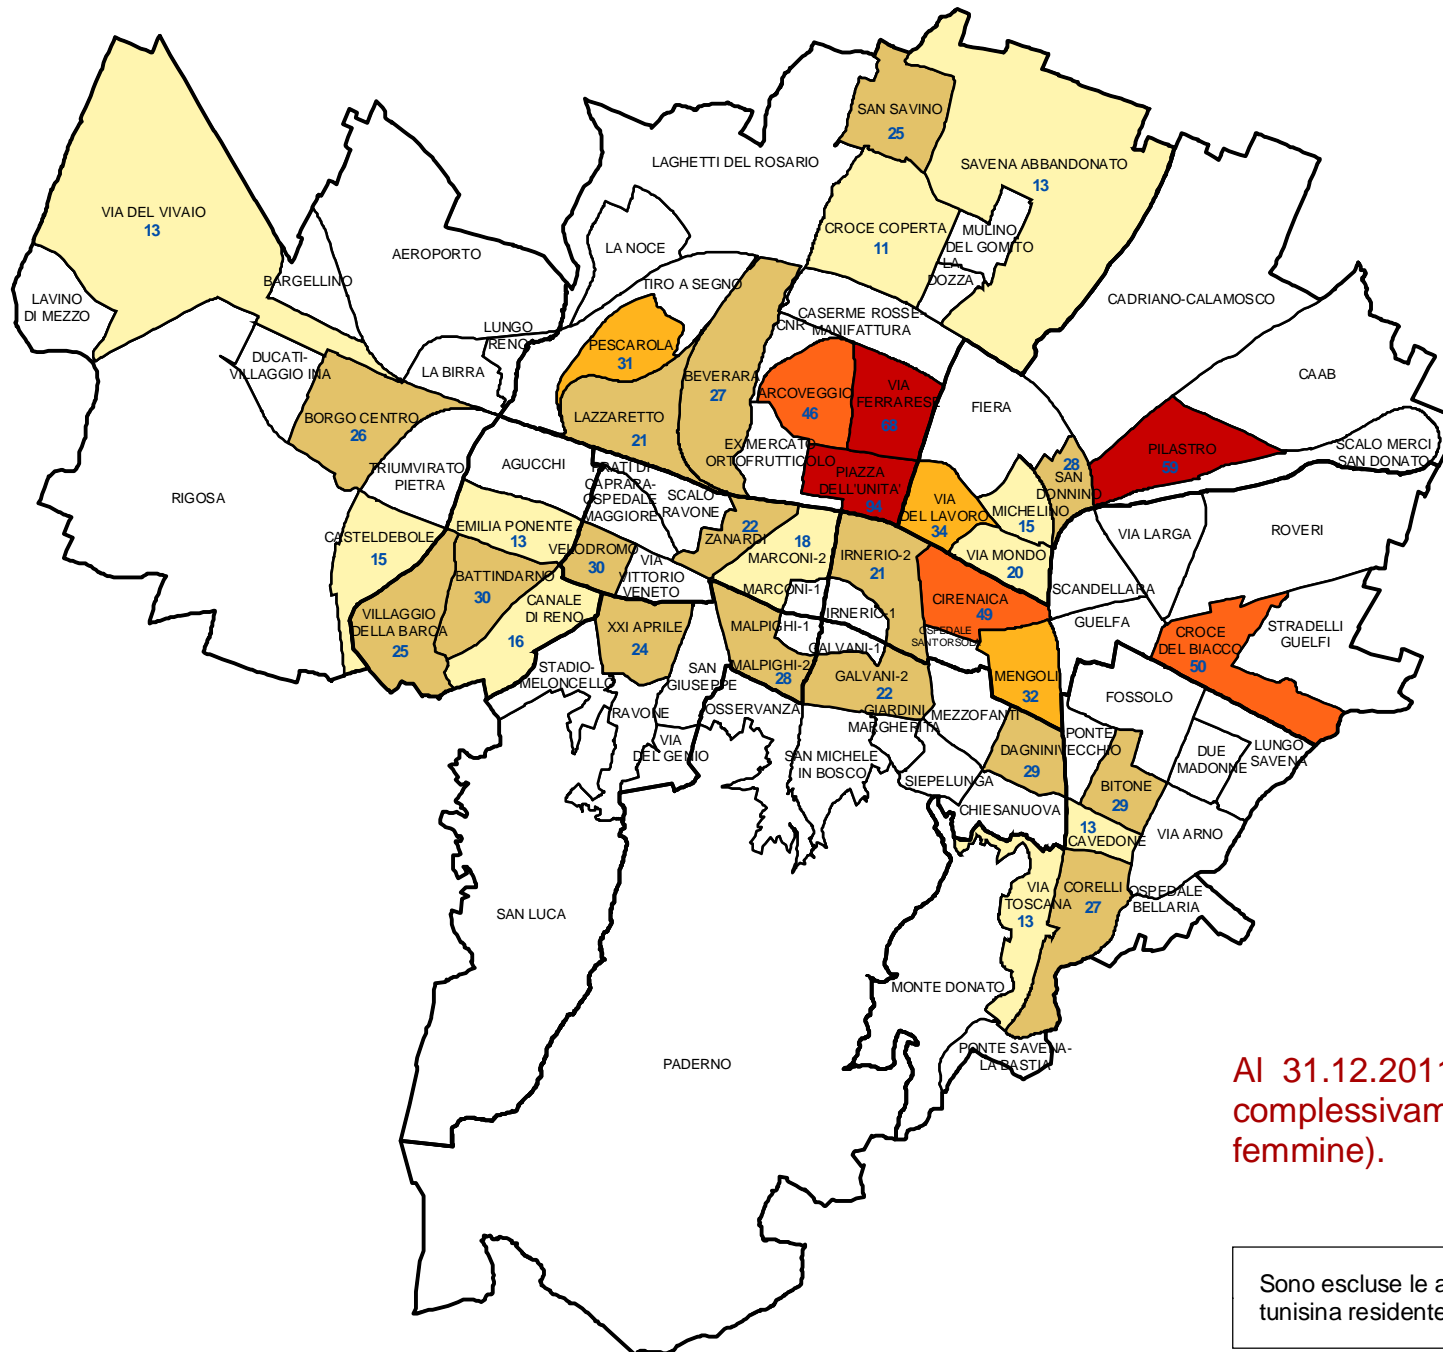 SAN SAVINO
25
LAGHETTI DEL ROSARIO
SAVENA ABBANDONATO
13
VIA DEL VIVAIO
13
CROCE COPERTA
11
MULINO
DEL GOMITO
LA
DOZZA
AEROPORTO
LA NOCE
BARGELLINO
TIRO A SEGNO
LAVINO
DI MEZZO
CADRIANO-CALAMOSCO
CASERME ROSSE-
MANIFATTURA
CNR
LUNGO
RENO
PESCAROLA
31
DUCATI-
VILLAGGIO INA
LA BIRRA
BEVERARA
27
ARCOVEGGIO
46
VIA
FERRARESE
68
FIERA
CAAB
BORGO CENTRO
26
LAZZARETTO
21
EX MERCATO
ORTOFRUTTICOLO
PILASTRO
59
SCALO MERCI
SAN DONATO
TRIUMVIRATO
PIETRA
AGUCCHI
PRATI DI
CAPRARA-
OSPEDALE
MAGGIORE
SCALO
RAVONE
PIAZZA
DELL'UNITA'
94
28
SAN
DONNINO
RIGOSA
VIA
DEL LAVORO
34
MICHELINO
15
CASTELDEBOLE
15
EMILIA PONENTE
13
VELODROMO
30
22
ZANARDI
18
MARCONI-2
IRNERIO-2
21
VIA MONDO
20
VIA LARGA
ROVERI
BATTINDARNO
30
VIA
VITTORIO
VENETO
MARCONI-1
CIRENAICA
49
SCANDELLARA
CANALE
DI RENO
16
VILLAGGIO
DELLA BARCA
25
XXI APRILE
24
MALPIGHI-1
IRNERIO-1
OSPEDALE
SANT'ORSOLA
GUELFA
CROCE
DEL BIACCO
50
STRADELLI
GUELFI
GALVANI-1
STADIO-
MELONCELLO
SAN
GIUSEPPE
MALPIGHI-2
28
GALVANI-2
22
MENGOLI
32
FOSSOLO
RAVONE
OSSERVANZA
GIARDINI
MARGHERITA
MEZZOFANTI
VIA
DEL GENIO
SAN MICHELE
IN BOSCO
DAGNINI
29
PONTE
VECCHIO
DUE
MADONNE
LUNGO
SAVENA
SIEPELUNGA
BITONE
29
CHIESANUOVA
13
CAVEDONE
VIA ARNO
SAN LUCA
VIA
TOSCANA
13
CORELLI
27
OSPEDALE
BELLARIA
MONTE DONATO
PADERNO
PONTE SAVENA-
LA BASTIA
Al 31.12.2011
complessivam
femmine).
Sono escluse le a
tunisina residente